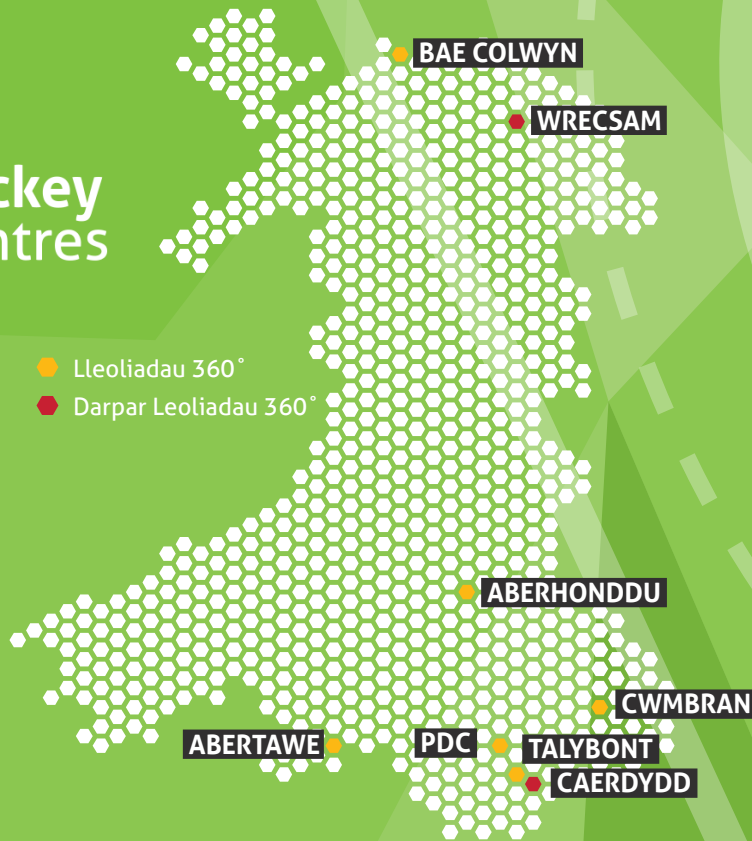 BAE COLWYN
WRECSAM
ckey
ntres
Lleoliadau 360°
Darpar Leoliadau 360°
ABERHONDDU
CWMBRAN
ABERTAWE
PDC
TALYBONT
CAERDYDD